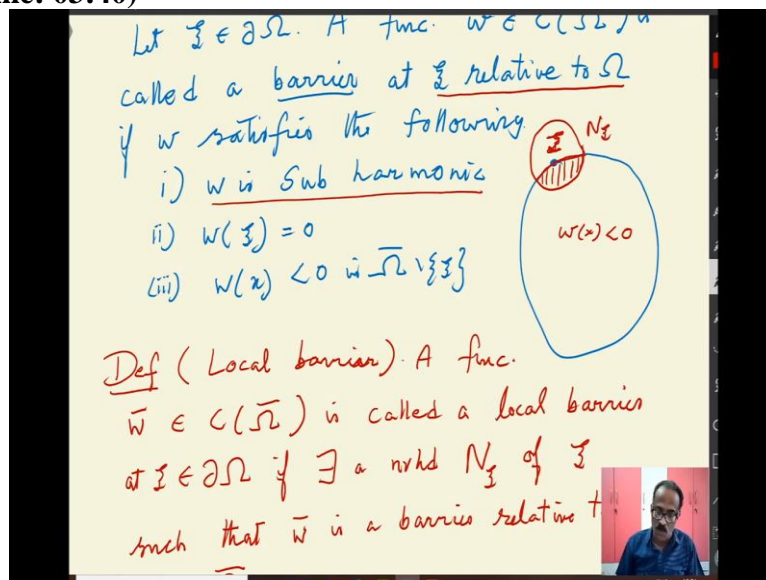 05:40)
Let ξ ∈ ∂Ω. A func. w ∈ C(Ω̄) is
called a barrier at ξ relative to Ω
if w satisfies the following
i) w is Sub harmonic
ii) w(ξ) = 0
(iii) w(x) < 0 in Ω̄ \ {ξ}
ξ N_ξ
w(x) < 0
Def (Local barrier). A func.
w̄ ∈ C(Ω̄) is called a local barrier
at ξ ∈ ∂Ω if ∃ a nbhd N_ξ of ξ
such that w̄ is a barrier relative